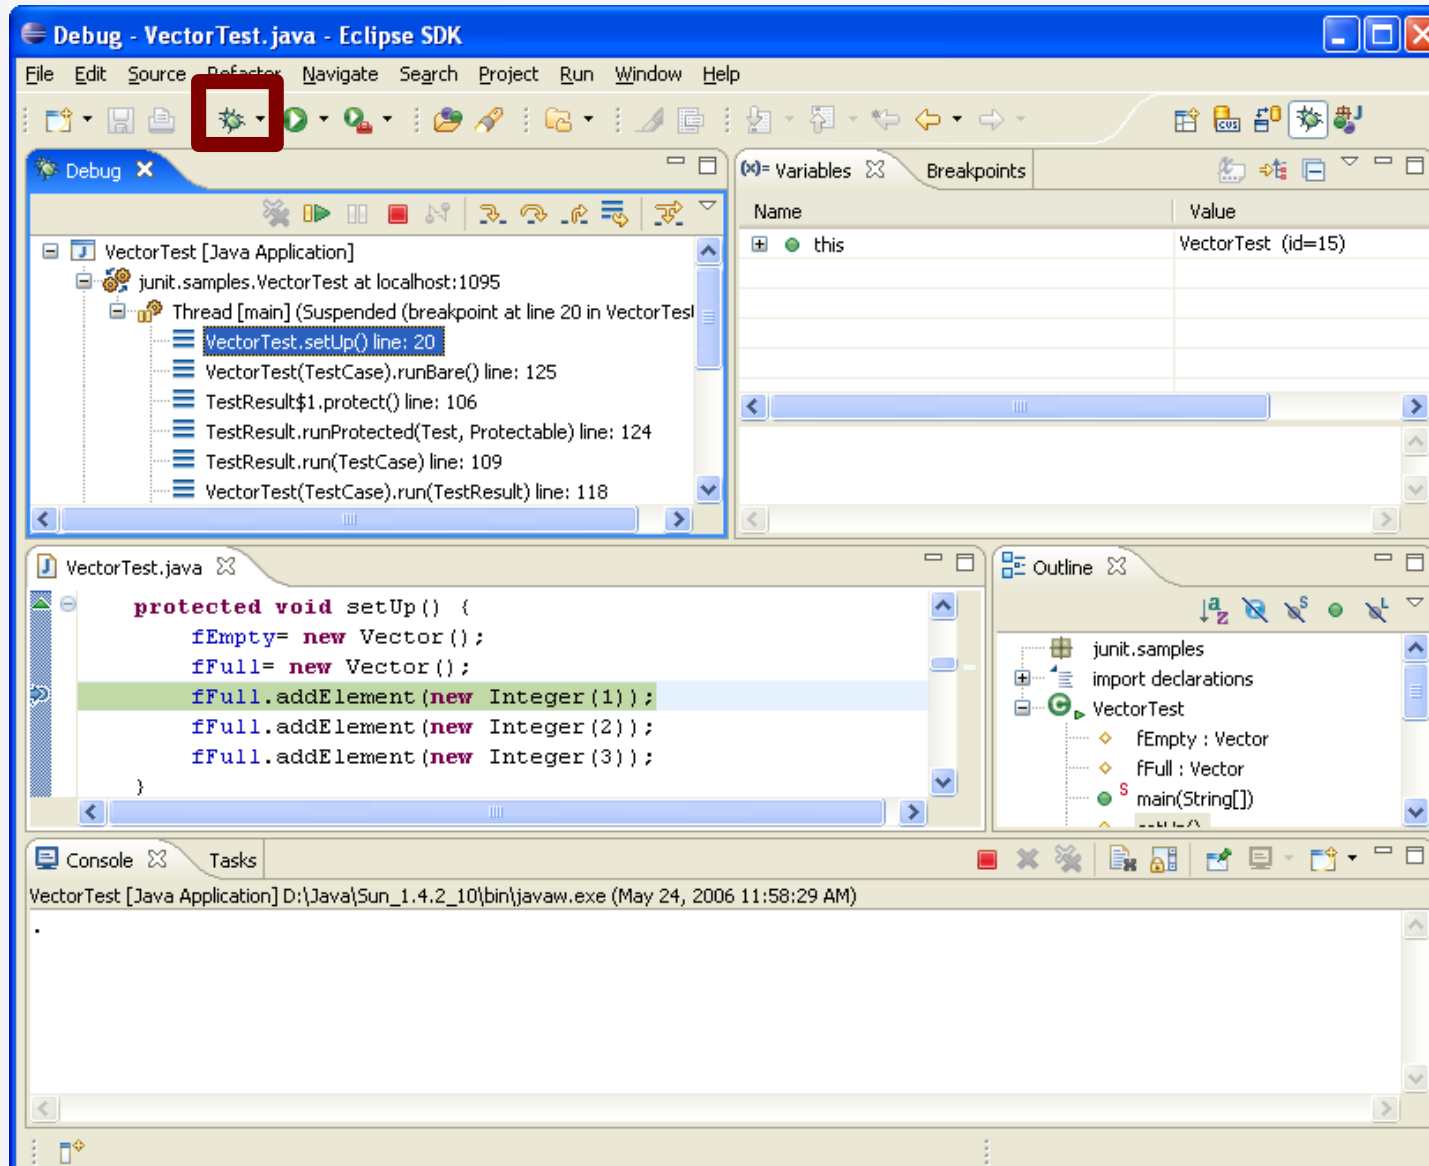 Debug - VectorTest.java - Eclipse SDK
File Edit Source Refactor Navigate Search Project Run Window Help
CVS J
Debug
(x)= Variables Breakpoints
Name Value
VectorTest [Java Application]
this VectorTest (id=15)
junit.samples.VectorTest at localhost:1095
Thread [main] (Suspended (breakpoint at line 20 in VectorTest
VectorTest.setUp() line: 20
VectorTest(TestCase).runBare() line: 125
TestResult$1.protect() line: 106
TestResult.runProtected(Test, Protectable) line: 124
TestResult.run(TestCase) line: 109
VectorTest(TestCase).run(TestResult) line: 118
J VectorTest.java
Outline
a z S L
protected void setUp() {
fEmpty= new Vector();
fFull= new Vector();
fFull.addElement(new Integer(1));
fFull.addElement(new Integer(2));
fFull.addElement(new Integer(3));
}
junit.samples
import declarations
C VectorTest
fEmpty : Vector
fFull : Vector
S main(String[])
setUp()
Console Tasks
VectorTest [Java Application] D:\Java\Sun_1.4.2_10\bin\javaw.exe (May 24, 2006 11:58:29 AM)
.